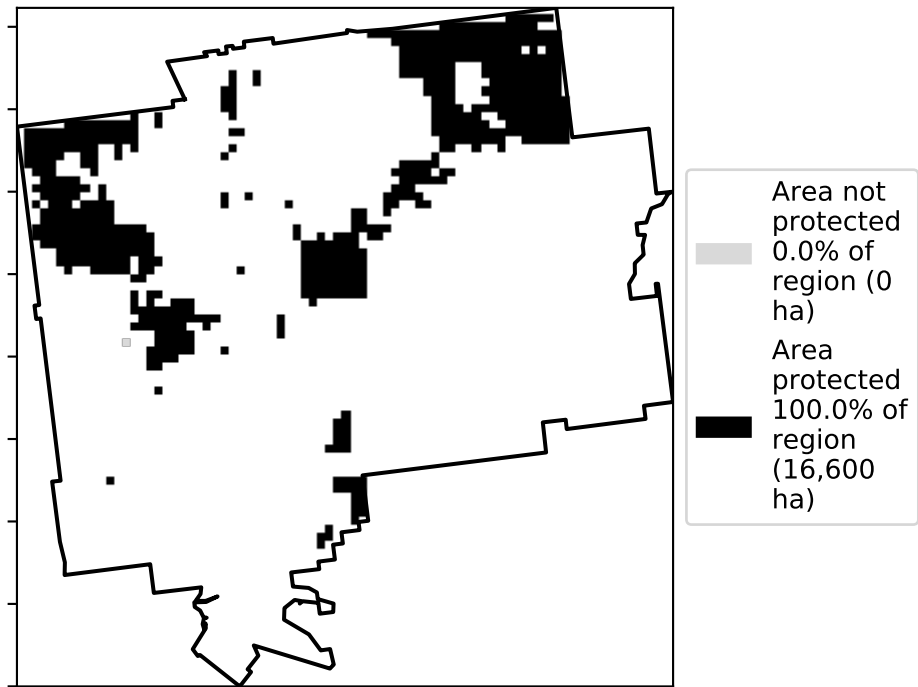 Area not
protected
0.0% of
region (0
ha)
Area
protected
100.0% of
region
(16,600
ha)